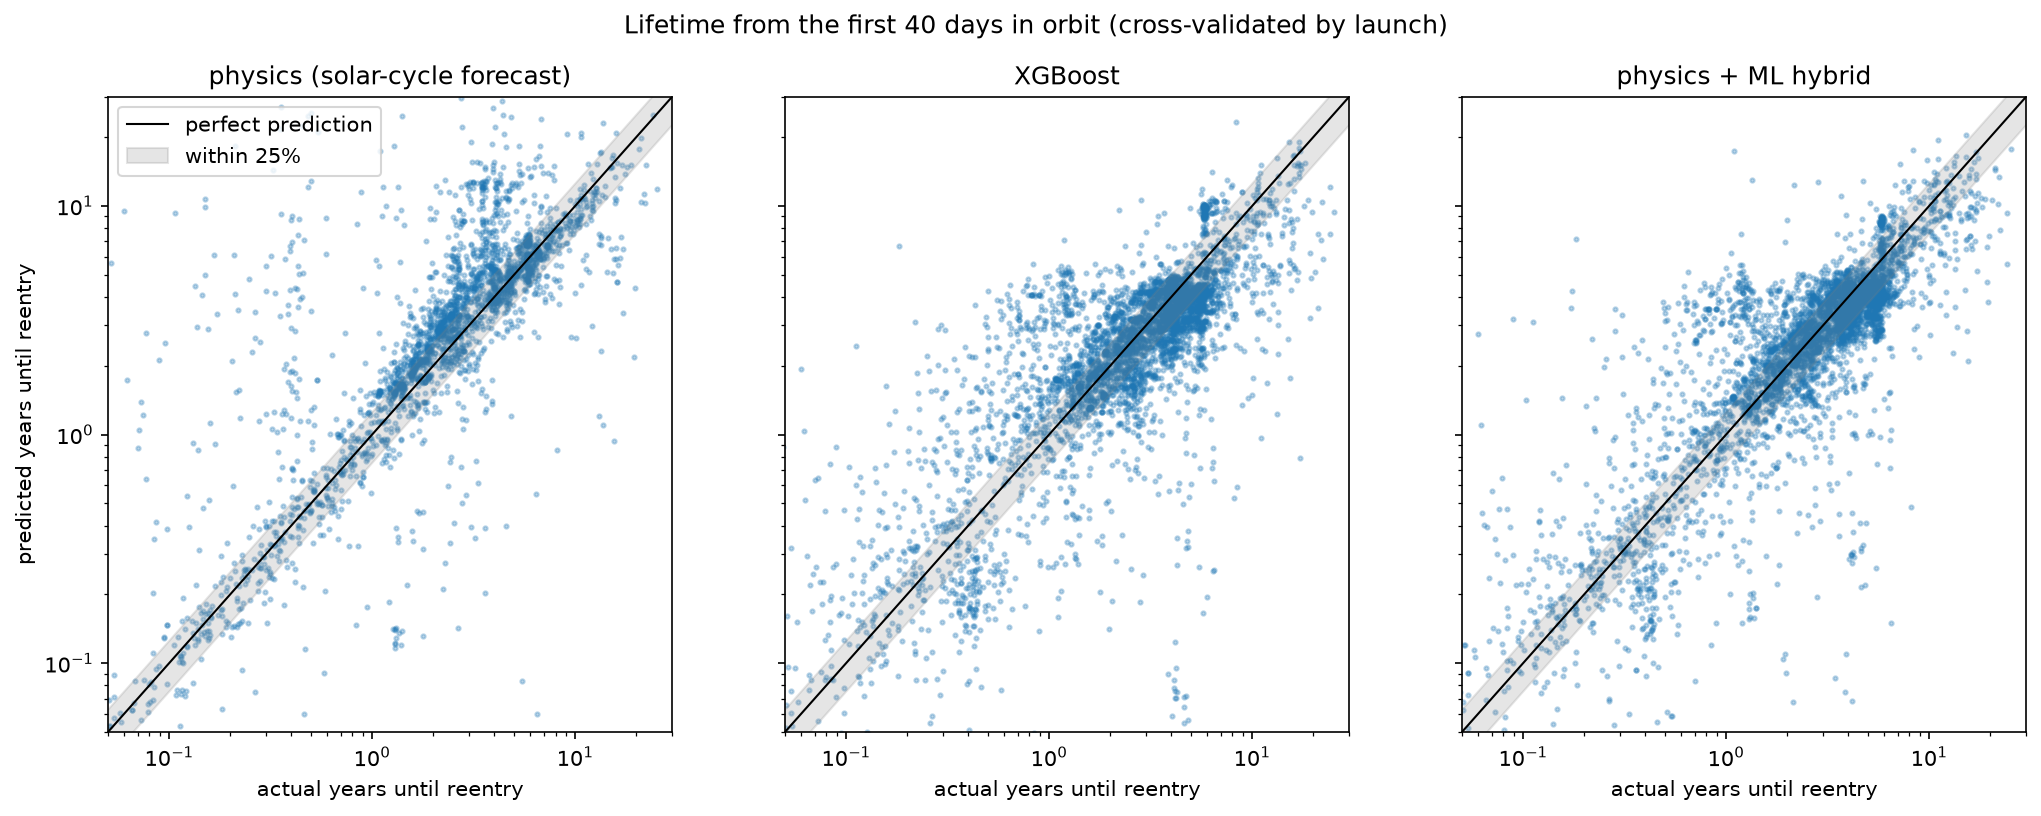 Lifetime from the first 40 days in orbit (cross-validated by launch)
physics (solar-cycle forecast)
perfect prediction
within 25%
10¹
10⁰
10⁻¹
predicted years until reentry
10⁻¹ 10⁰ 10¹
actual years until reentry
XGBoost
10⁻¹ 10⁰ 10¹
actual years until reentry
physics + ML hybrid
10⁻¹ 10⁰ 10¹
actual years until reentry